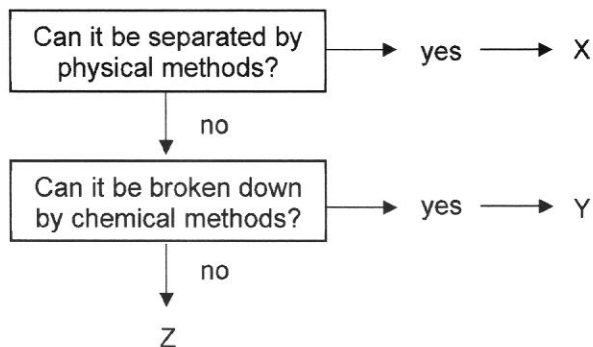 Can it be separated by
physical methods?
yes
X
no
Can it be broken down
by chemical methods?
yes
Y
no
Z